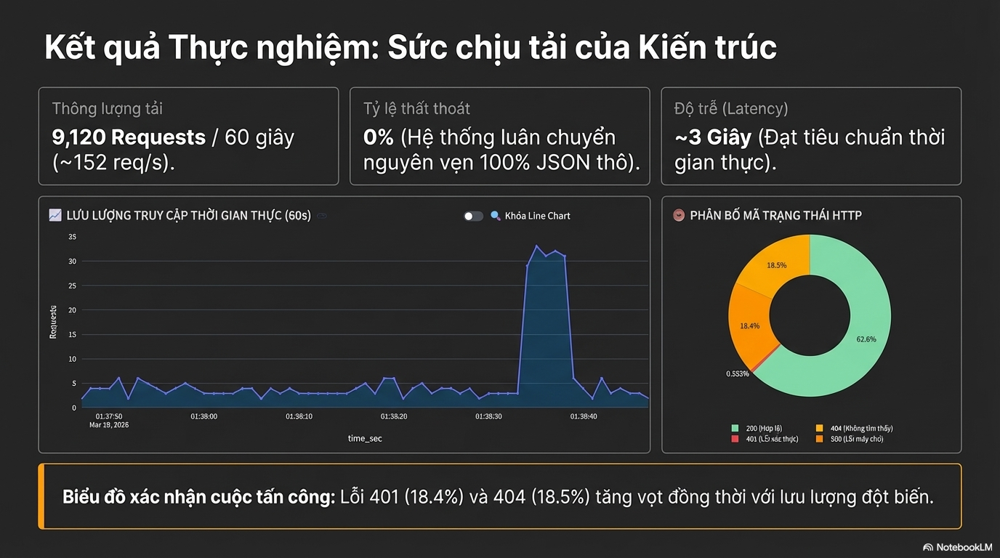 Kết quả Thực nghiệm: Sức chịu tải của Kiến trúc
Thông lượng tải
9,120 Requests / 60 giây
(~152 req/s).
Tỷ lệ thất thoát
0% (Hệ thống luân chuyển
nguyên vẹn 100% JSON thô).
Độ trễ (Latency)
~3 Giây (Đạt tiêu chuẩn thời
gian thực).
LƯU LƯỢNG TRUY CẬP THỜI GIAN THỰC (60s)
Khóa Line Chart
35
30
25
20
15
10
5
0
Requests
01:37:50
01:38:00
01:38:10
01:38:20
01:38:30
01:38:40
Mar 19, 2026
time_sec
PHÂN BỐ MÃ TRẠNG THÁI HTTP
18.5%
18.4%
62.6%
0.553%
200 (Hợp lệ)
404 (Không tìm thấy)
401
Biểu đồ xác nhận cuộc tấn công: Lỗi 401 (18.4%) và 404 (18.5%) tăng vọt đồng thời với lưu lượng đột biến.
NotebookLM